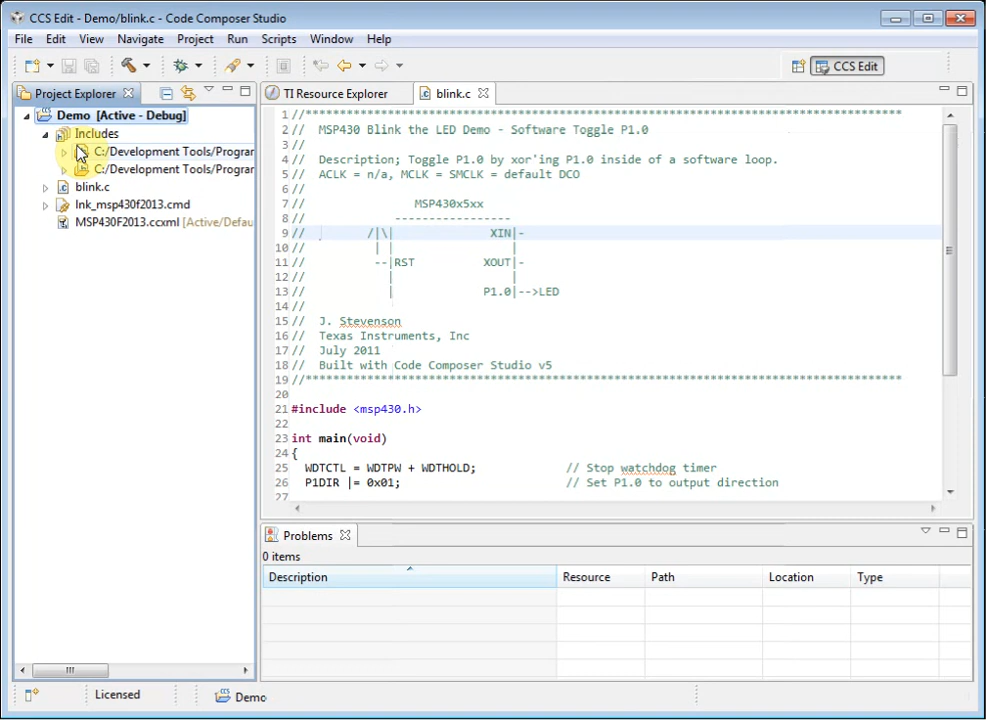 CCS Edit - Demo/blink.c - Code Composer Studio
File Edit View Navigate Project Run Scripts Window Help
CCS Edit
Project Explorer
TI Resource Explorer
blink.c
Demo [Active - Debug]
Includes
C:/Development Tools/Progran
C:/Development Tools/Progran
blink.c
lnk_msp430f2013.cmd
MSP430F2013.ccxml [Active/Defau
1 //******************************************************************************
2 // MSP430 Blink the LED Demo - Software Toggle P1.0
3 //
4 // Description; Toggle P1.0 by xor'ing P1.0 inside of a software loop.
5 // ACLK = n/a, MCLK = SMCLK = default DCO
6 //
7 // MSP430x5xx
8 // -----------------
9 // /|\| XIN|-
10 // | | |
11 // --|RST XOUT|-
12 // | |
13 // | P1.0|-->LED
14 //
15 // J. Stevenson
16 // Texas Instruments, Inc
17 // July 2011
18 // Built with Code Composer Studio v5
19 //******************************************************************************
20
21 #include <msp430.h>
22
23 int main(void)
24 {
25 WDTCTL = WDTPW + WDTHOLD; // Stop watchdog timer
26 P1DIR |= 0x01; // Set P1.0 to output direction
27
Problems
0 items
Description Resource Path Location Type
Licensed
Demo